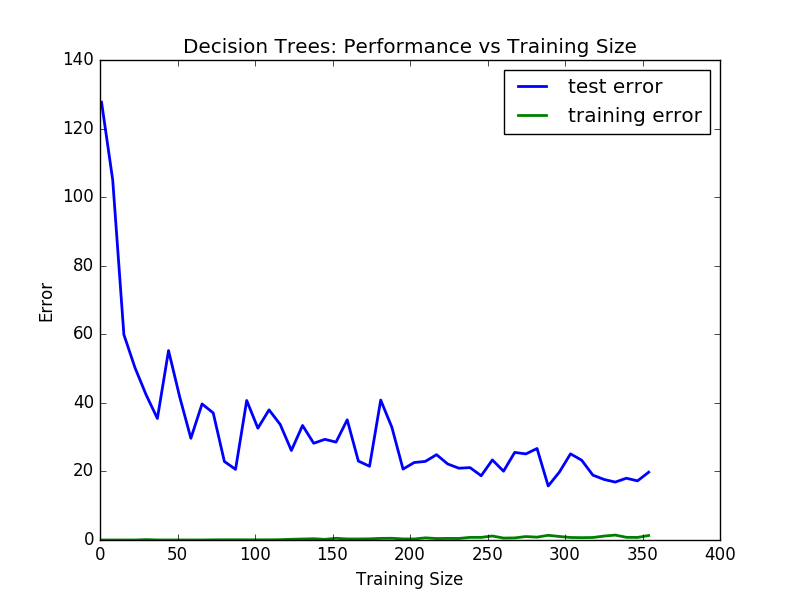 Decision Trees: Performance vs Training Size
140
120
100
80
60
40
20
0
Error
test error
training error
0 50 100 150 200 250 300 350 400
Training Size